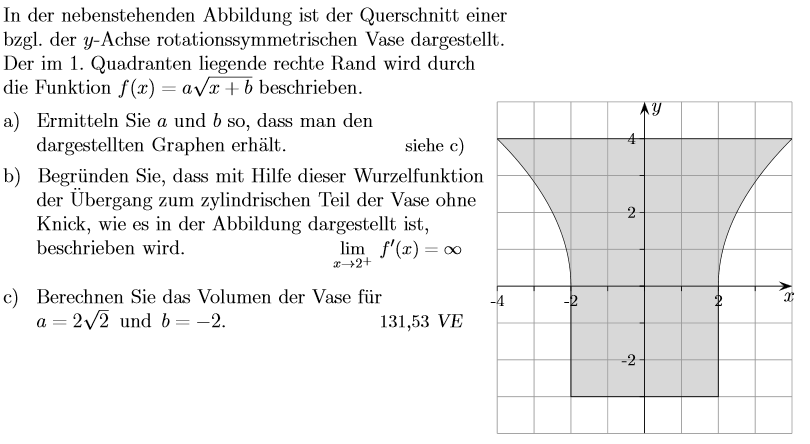 In der nebenstehenden Abbildung ist der Querschnitt einer
bzgl. der y-Achse rotationssymmetrischen Vase dargestellt.
Der im 1. Quadranten liegende rechte Rand wird durch
die Funktion f(x) = a√(x + b) beschrieben.
a) Ermitteln Sie a und b so, dass man den
dargestellten Graphen erhält. siehe c)
b) Begründen Sie, dass mit Hilfe dieser Wurzelfunktion
der Übergang zum zylindrischen Teil der Vase ohne
Knick, wie es in der Abbildung dargestellt ist,
beschrieben wird. lim x→2⁺ f′(x) = ∞
c) Berechnen Sie das Volumen der Vase für
a = 2√2 und b = −2. 131,53 VE
y
4
2
-4 -2 2 x
-2